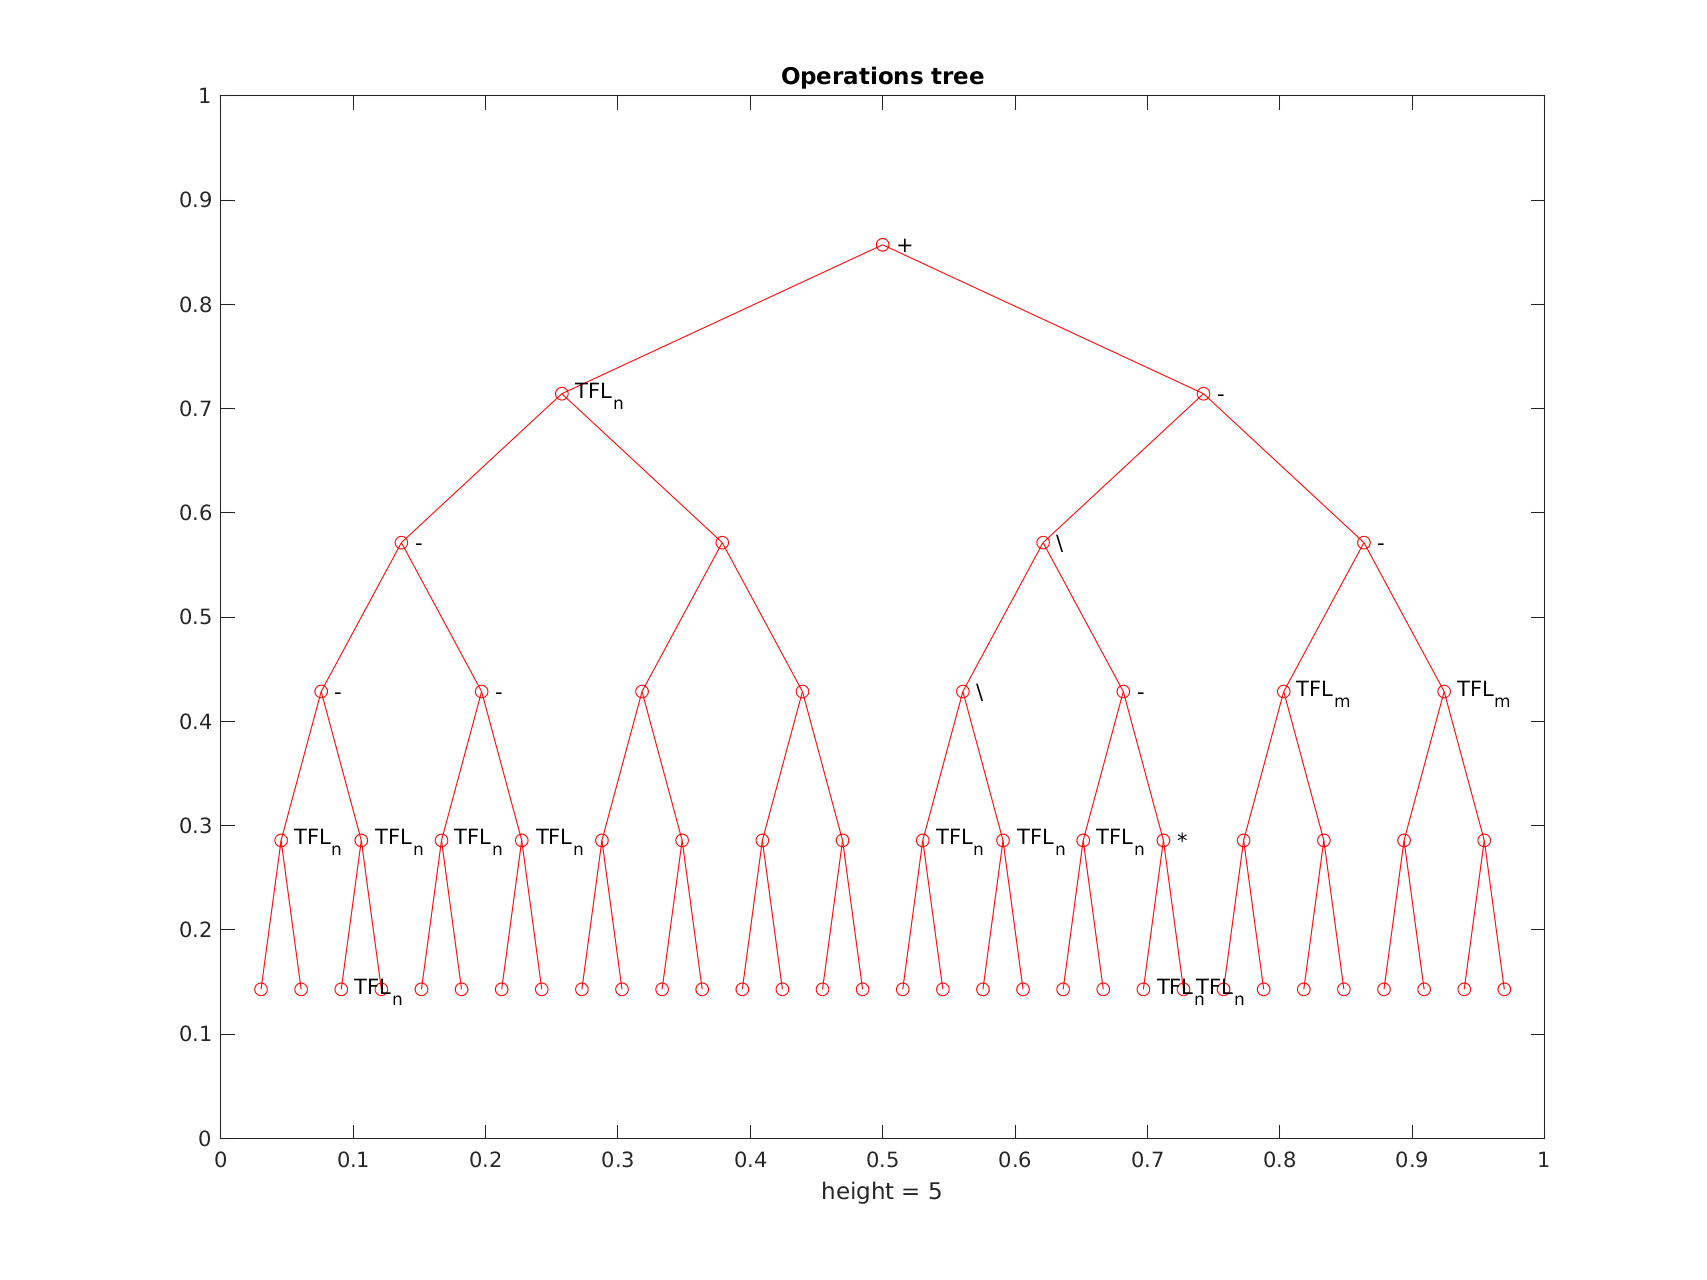 Operations tree
1
0.9
+
0.8
TFLn -
0.7
0.6
- \ -
0.5
- - \ - TFLm TFLm
0.4
0.3
TFLn TFLn TFLn TFLn TFLn TFLn TFLn *
0.2
TFLn TFLn TFLn
0.1
0
0 0.1 0.2 0.3 0.4 0.5 0.6 0.7 0.8 0.9 1
height = 5